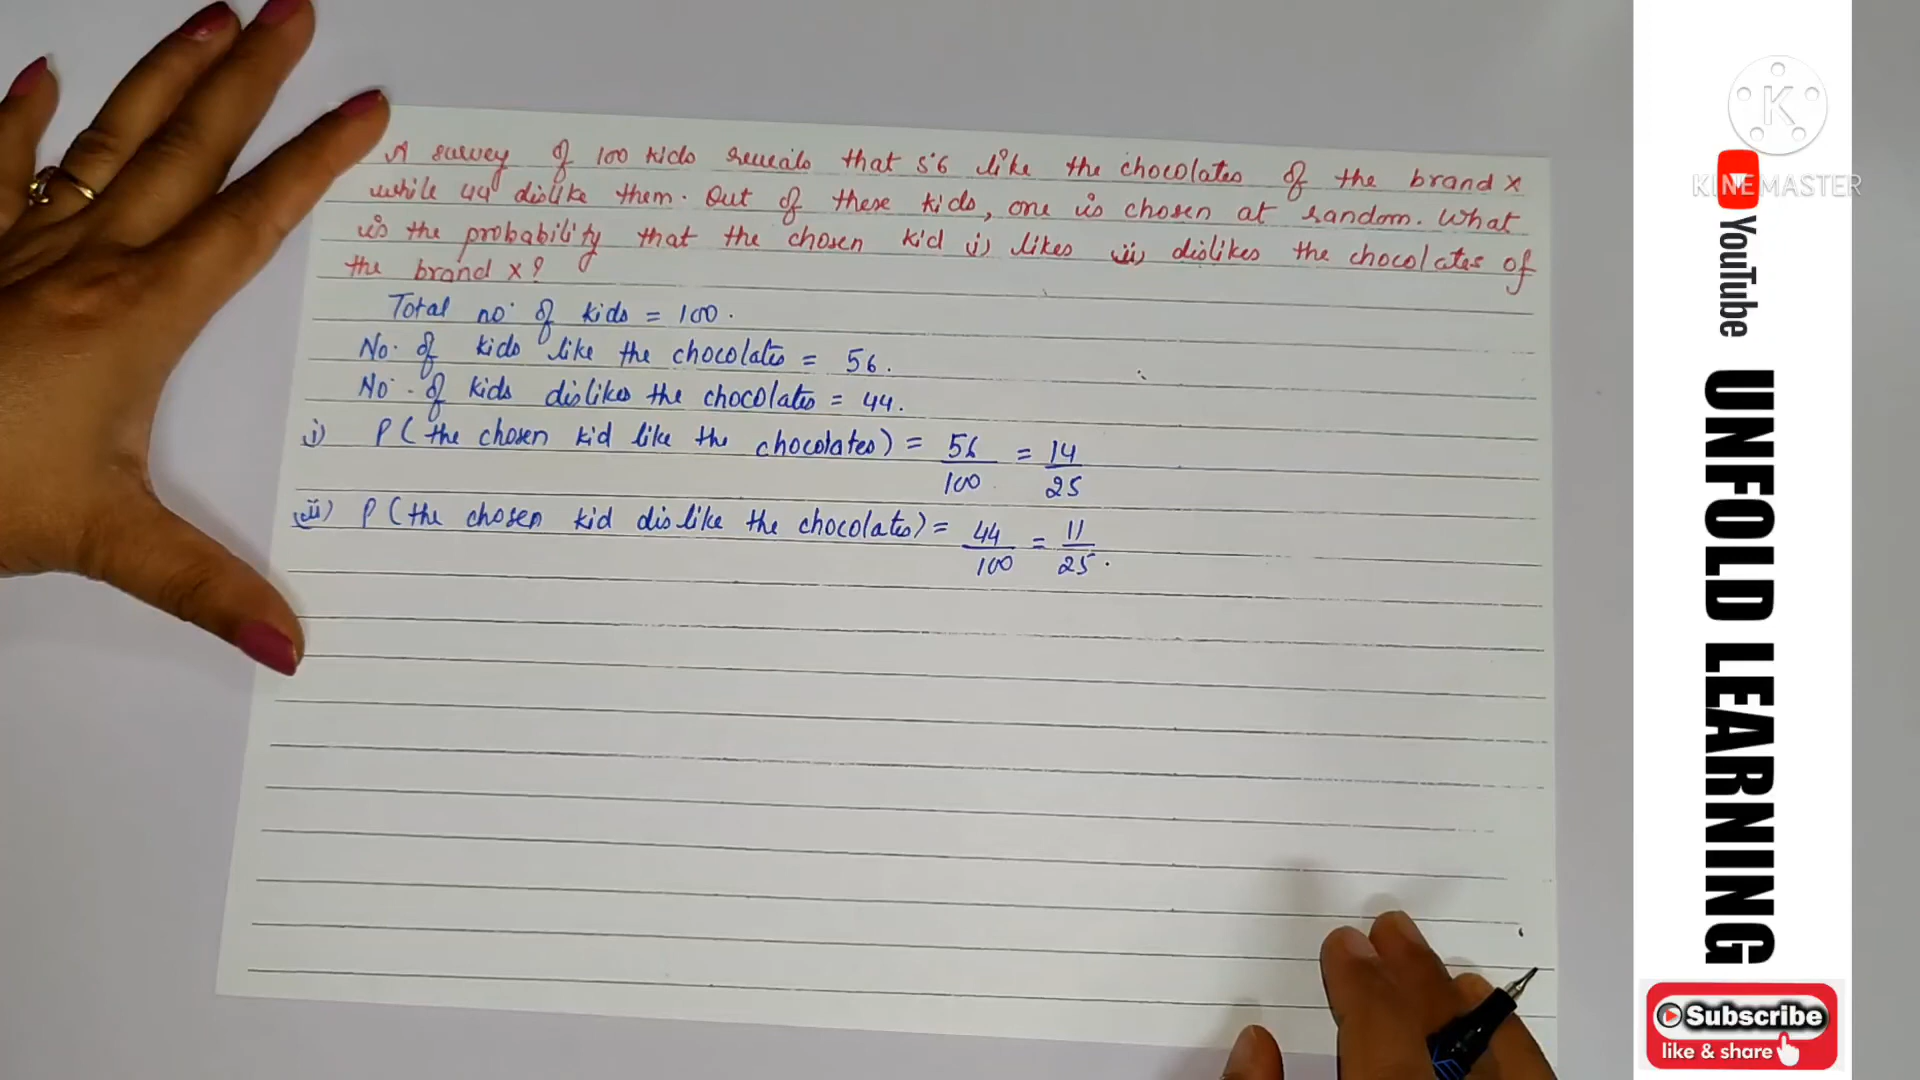 A survey of 100 kids reveals that 56 like the chocolates of the brand x
while 44 dislike them. Out of these kids, one is chosen at random. What
is the probability that the chosen kid i) likes ii) dislikes the chocolates of
the brand x?
Total no. of kids = 100.
No. of kids like the chocolates = 56.
No. of kids dislikes the chocolates = 44.
i) P(the chosen kid like the chocolates) = 56/100 = 14/25
ii) P(the chosen kid dislike the chocolates) = 44/100 = 11/25.
K
KINEMASTER
YouTube UNFOLD LEARNING
Subscribe
like & share